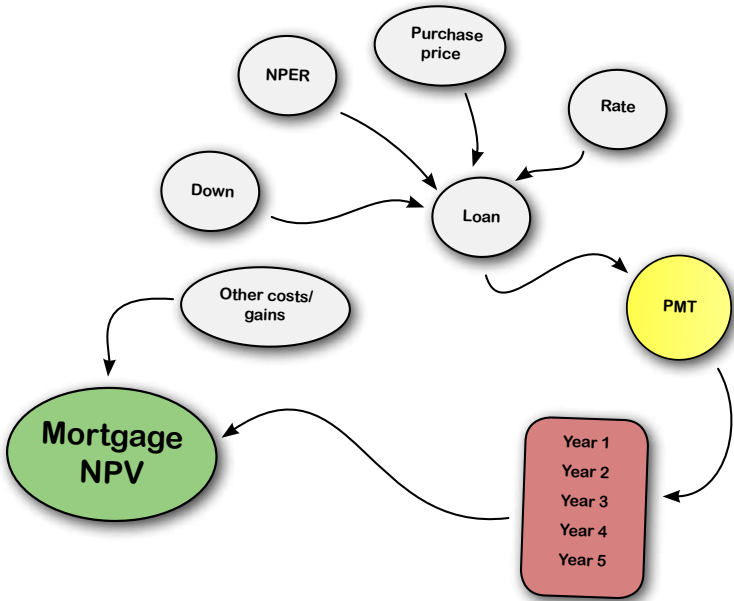 Purchase
price
NPER
Rate
Down
Loan
Other costs/
gains
PMT
Mortgage
NPV
Year 1
Year 2
Year 3
Year 4
Year 5